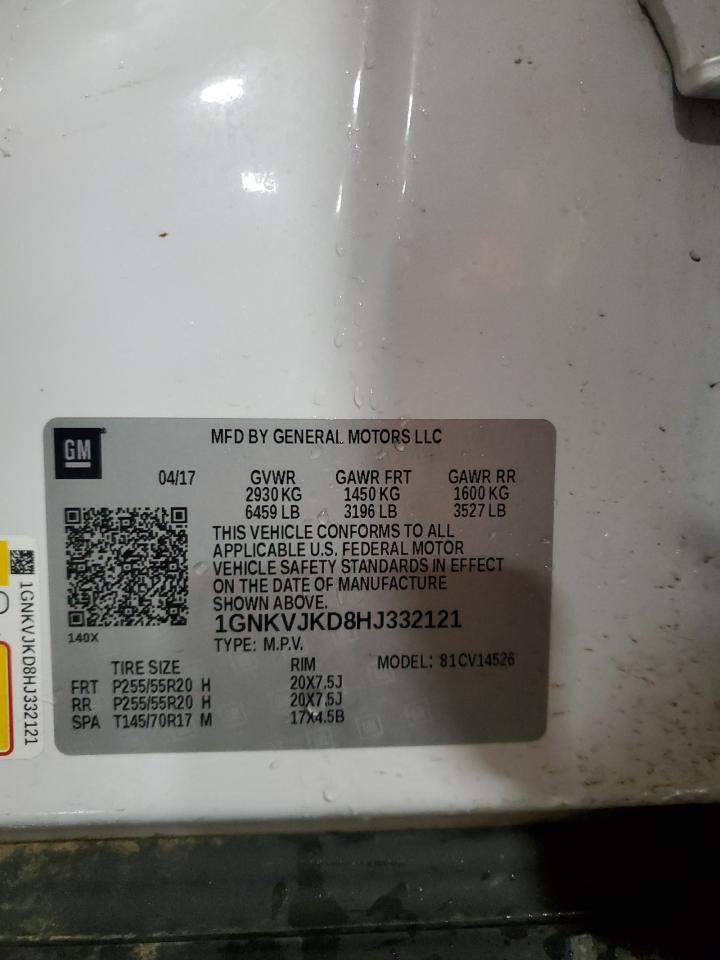 GM
MFD BY GENERAL MOTORS LLC
04/17 GVWR GAWR FRT GAWR RR
2930 KG 1450 KG 1600 KG
6459 LB 3196 LB 3527 LB
THIS VEHICLE CONFORMS TO ALL
APPLICABLE U.S. FEDERAL MOTOR
VEHICLE SAFETY STANDARDS IN EFFECT
ON THE DATE OF MANUFACTURE
SHOWN ABOVE.
1GNKVJKD8HJ332121
140X
TYPE: M.P.V.
TIRE SIZE RIM MODEL: 81CV14526
FRT P255/55R20 H 20X7.5J
RR P255/55R20 H 20X7.5J
SPA T145/70R17 M 17X4.5B
1GNKVJKD8HJ332121